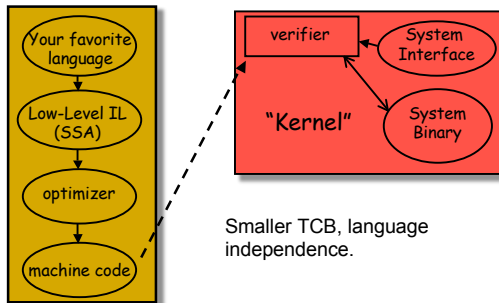 Your favorite
language
Low-Level IL
(SSA)
optimizer
machine code
verifier
System
Interface
"Kernel"
System
Binary
Smaller TCB, language
independence.